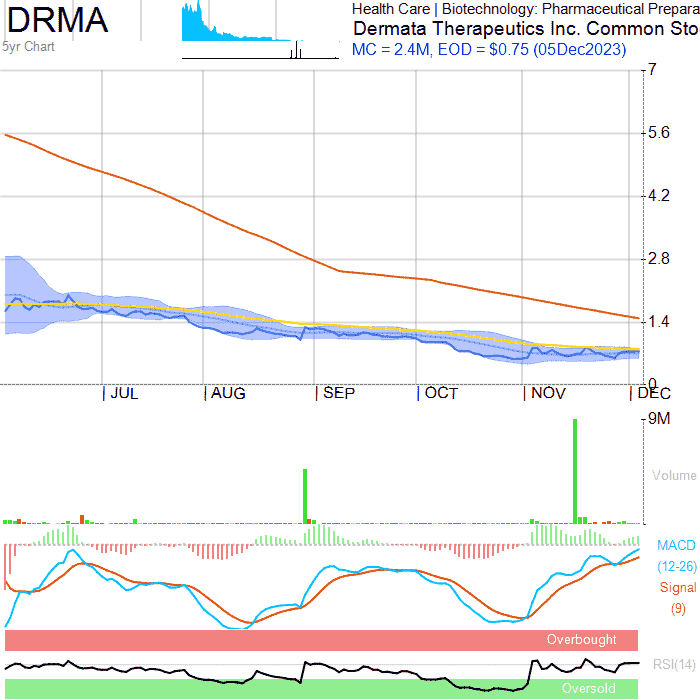 DRMA
5yr Chart
Health Care | Biotechnology: Pharmaceutical Prepara
Dermata Therapeutics Inc. Common Sto
MC = 2.4M, EOD = $0.75 (05Dec2023)
7
5.6
4.2
2.8
1.4
0
JUL AUG SEP OCT NOV DEC
9M
Volume
MACD
(12-26)
Signal
(9)
Overbought
RSI(14)
Oversold